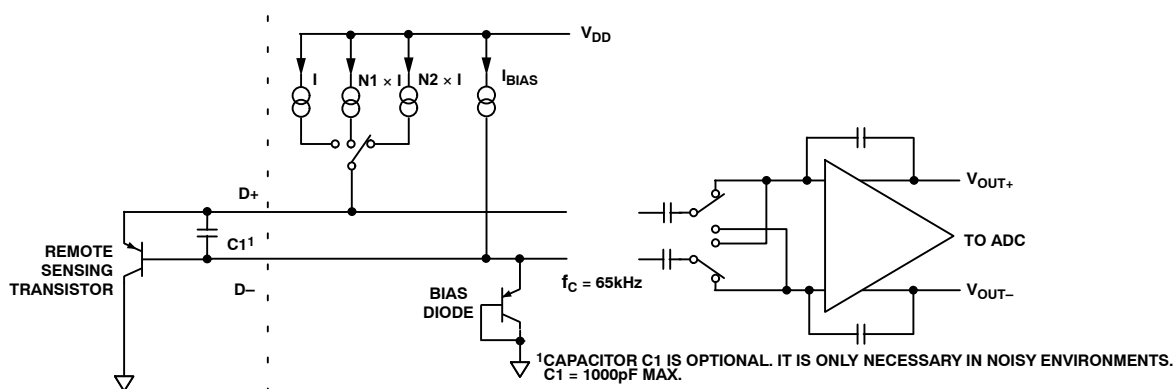 V_DD
I
N1 × I
N2 × I
I_BIAS
V_OUT+
D+
C1¹
TO ADC
REMOTE
SENSING
TRANSISTOR
D–
BIAS
DIODE
f_C = 65kHz
V_OUT–
¹CAPACITOR C1 IS OPTIONAL. IT IS ONLY NECESSARY IN NOISY ENVIRONMENTS.
C1 = 1000pF MAX.